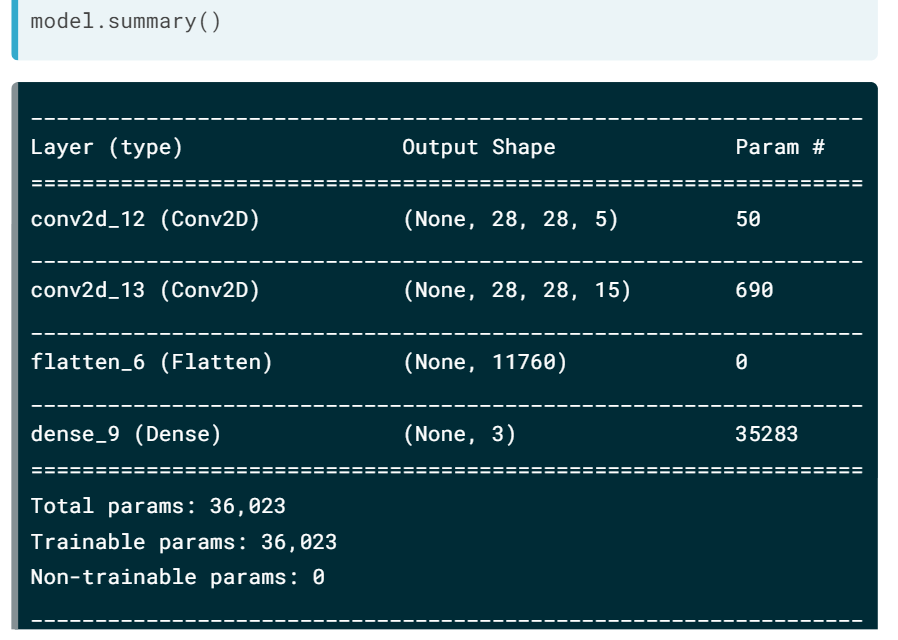 model.summary()
_________________________________________________________________
Layer (type)                 Output Shape              Param #
=================================================================
conv2d_12 (Conv2D)           (None, 28, 28, 5)         50
_________________________________________________________________
conv2d_13 (Conv2D)           (None, 28, 28, 15)        690
_________________________________________________________________
flatten_6 (Flatten)          (None, 11760)             0
_________________________________________________________________
dense_9 (Dense)              (None, 3)                 35283
=================================================================
Total params: 36,023
Trainable params: 36,023
Non-trainable params: 0
_________________________________________________________________